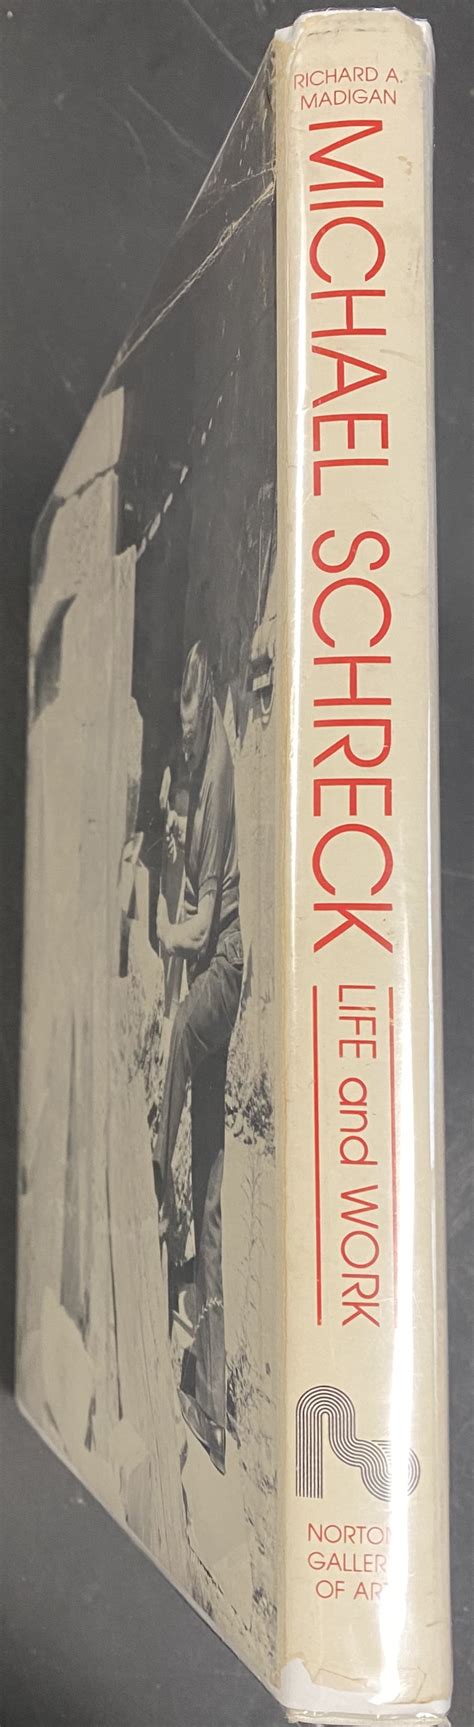 RICHARD A.
MADIGAN
MICHAEL SCHRECK
LIFE and WORK
NORTON
GALLERY
OF ART